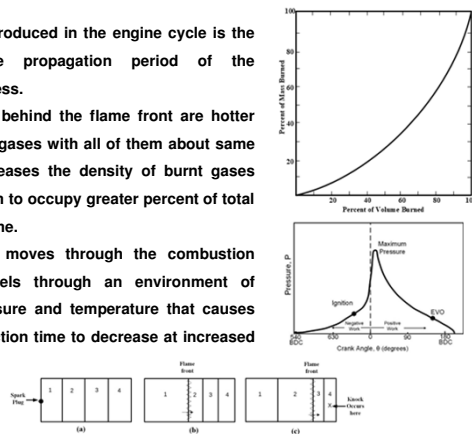 roduced in the engine cycle is the
e propagation period of the
ess.
behind the flame front are hotter
gases with all of them about same
eases the density of burnt gases
n to occupy greater percent of total
me.
moves through the combustion
els through an environment of
sure and temperature that causes
tion time to decrease at increased
100
80
60
40
20
Percent of Mass Burned
20 40 60 80 100
Percent of Volume Burned
Pressure, P
Maximum
Pressure
Ignition
EVO
Negative
Work
Positive
Work
540
BDC
630
0
90
180
BDC
Crank Angle, θ (degrees)
Spark
Plug
1 2 3 4
(a)
Flame
front
1 2 3 4
(b)
Flame
front
1 2 3 4
x
Knock
Occurs
here
(c)